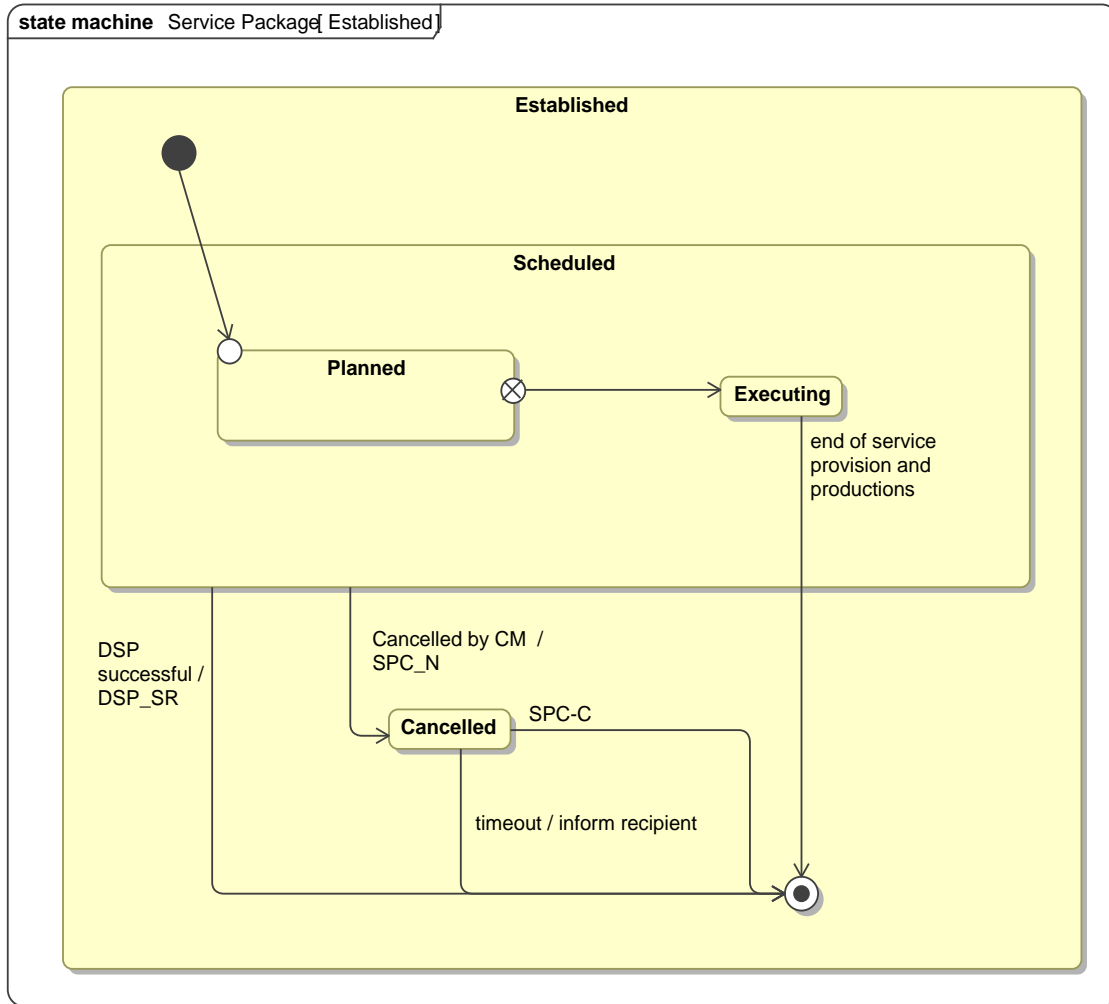 state machine Service Package[ Established]
Established
Scheduled
Planned
Executing
end of service
provision and
productions
DSP
successful /
DSP_SR
Cancelled by CM /
SPC_N
Cancelled
SPC-C
timeout / inform recipient